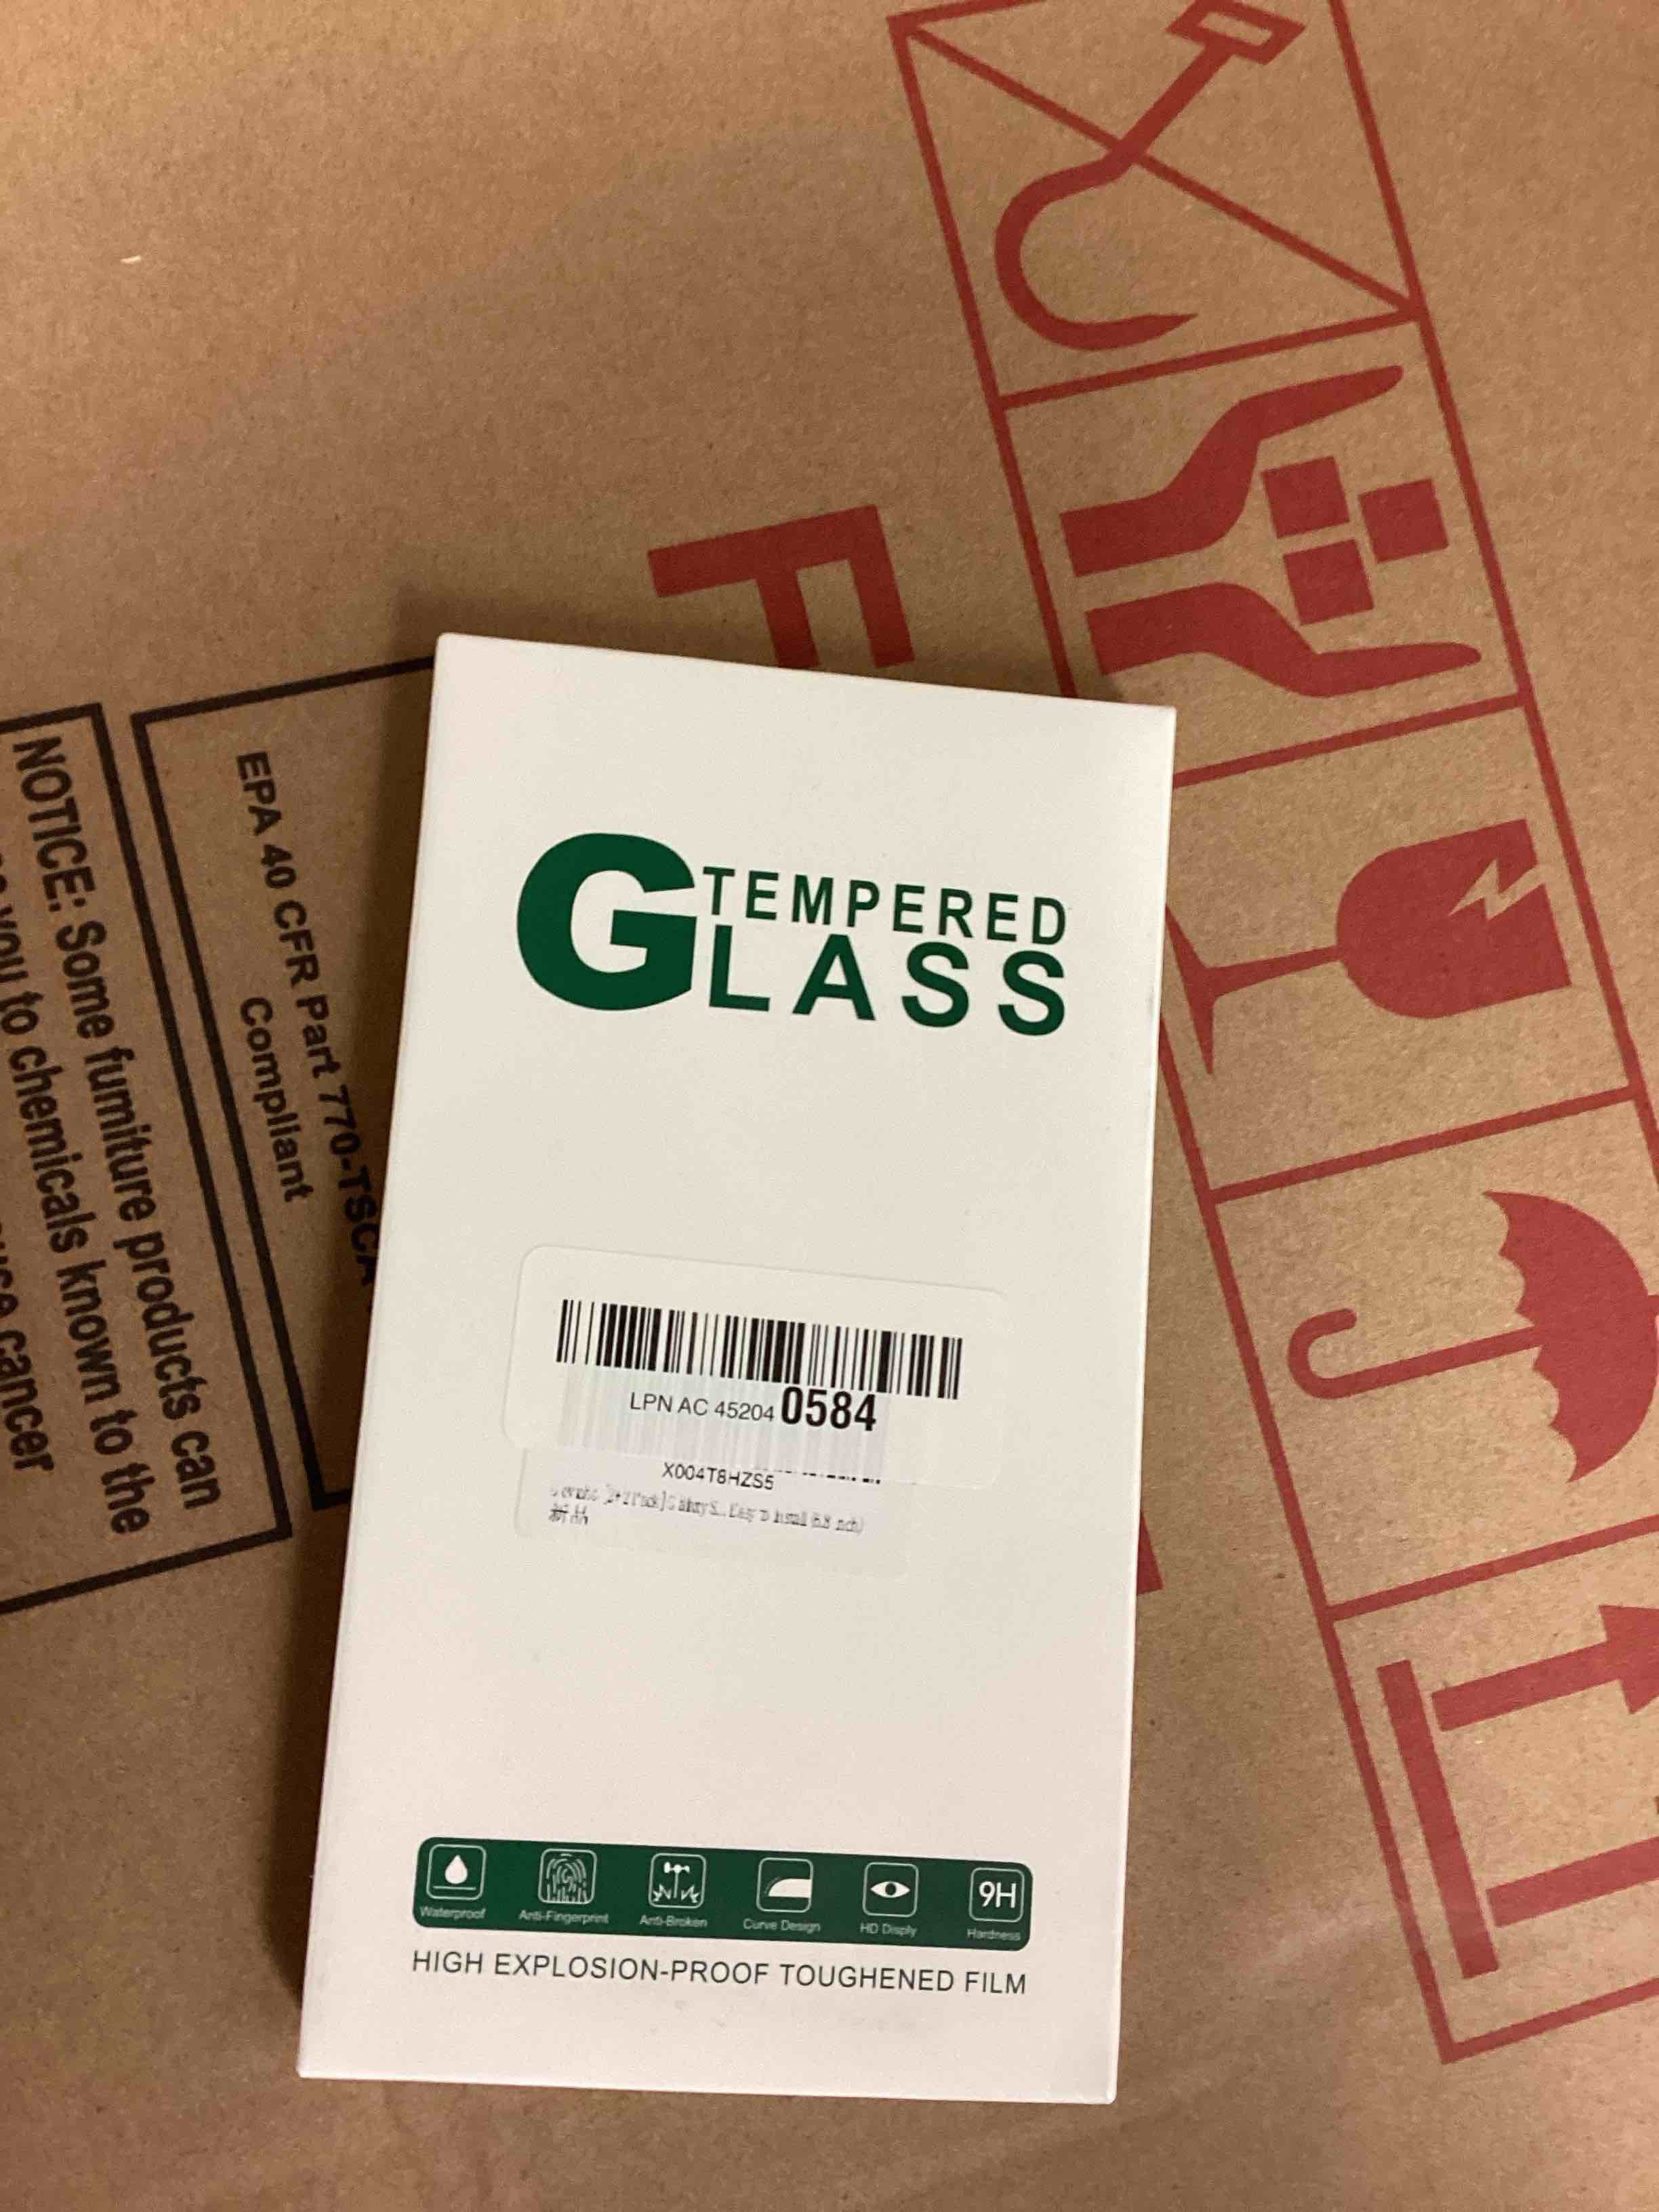 F
EPA 40 CFR Part 770-TSCA
Compliant
NOTICE: Some furniture products can
you to chemicals known to the
cancer
TEMPERED
GLASS
LPN AC 45204 0584
X004T8HZS5
Waterproof Anti-Fingerprint Anti-Broken Curve Design HD Disply 9H Hardness
HIGH EXPLOSION-PROOF TOUGHENED FILM